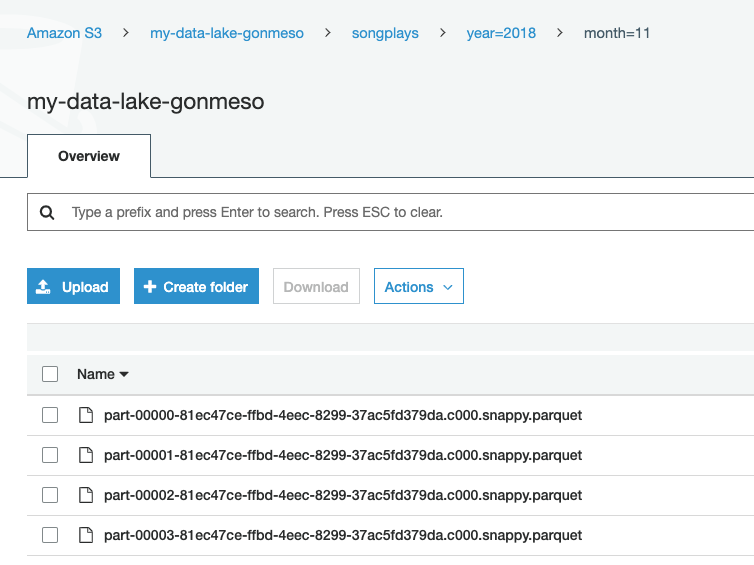 Amazon S3 > my-data-lake-gonmeso > songplays > year=2018 > month=11
my-data-lake-gonmeso
Overview
Type a prefix and press Enter to search. Press ESC to clear.
Upload + Create folder Download Actions
Name
part-00000-81ec47ce-ffbd-4eec-8299-37ac5fd379da.c000.snappy.parquet
part-00001-81ec47ce-ffbd-4eec-8299-37ac5fd379da.c000.snappy.parquet
part-00002-81ec47ce-ffbd-4eec-8299-37ac5fd379da.c000.snappy.parquet
part-00003-81ec47ce-ffbd-4eec-8299-37ac5fd379da.c000.snappy.parquet